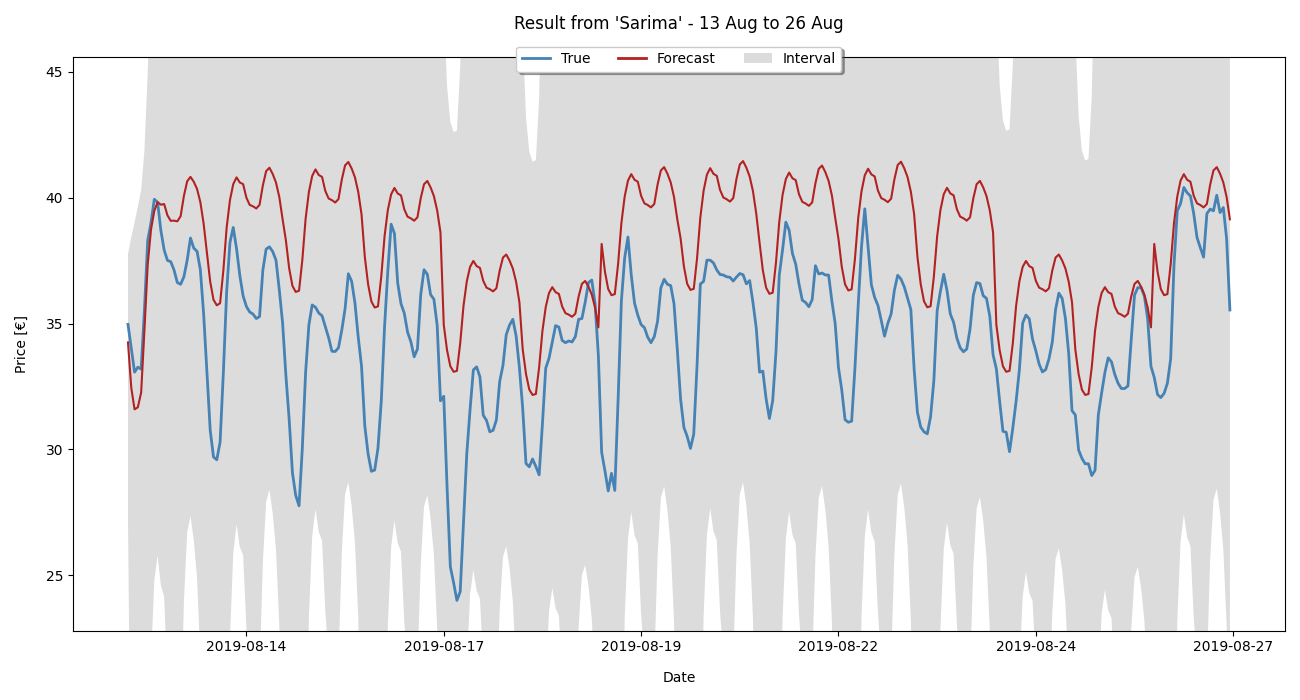 Result from 'Sarima' - 13 Aug to 26 Aug
True Forecast Interval
45
40
35
30
25
Price [€]
2019-08-14 2019-08-17 2019-08-19 2019-08-22 2019-08-24 2019-08-27
Date